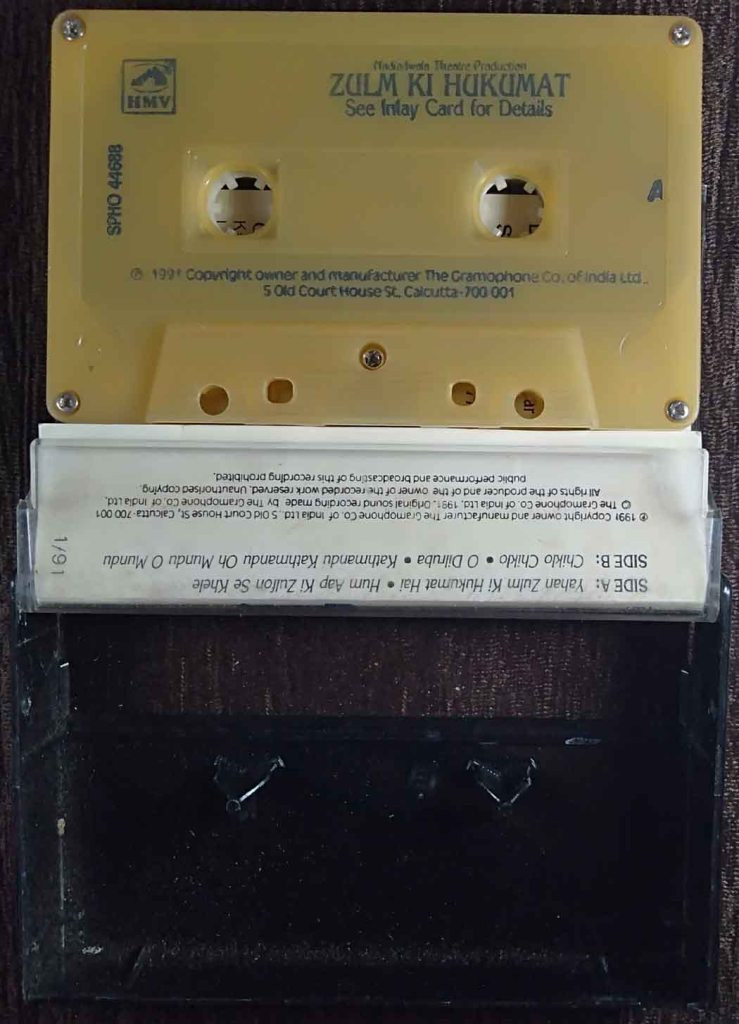 HMV
Nadiadwala Theatre Production
ZULM KI HUKUMAT
See Inlay Card for Details
SPHO 44688
A
℗ 1991 Copyright owner and manufacturer The Gramophone Co. of India Ltd.,
5 Old Court House St. Calcutta-700 001
SIDE A: Yahan Zulm Ki Hukumat Hai • Hum Aap Ki Zulfon Se Khele
SIDE B: Chiklo Chiklo • O Dilruba • Kathmandu Kathmandu Oh Mundu O Mundu
℗ 1991 Copyright owner and manufacturer The Gramophone Co. of India Ltd. 5 Old Court House St, Calcutta-700 001
© The Gramophone Co. of India Ltd, 1991. Original sound recording made by The Gramophone Co. of India Ltd.
All rights of the producer and of the owner of the recorded work reserved. Unauthorised copying,
public performance and broadcasting of this recording prohibited.
1/91